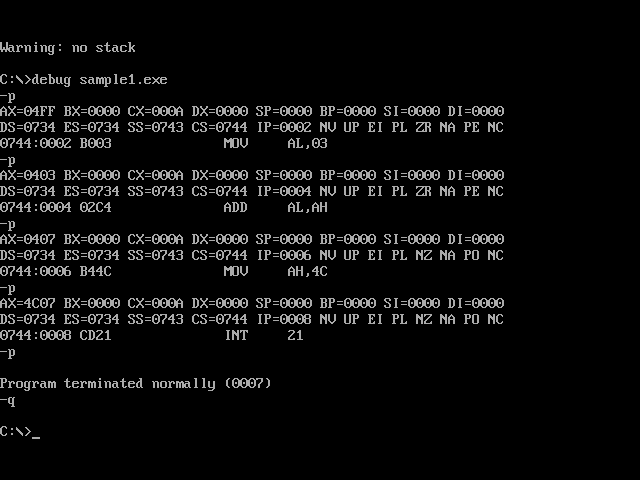 Warning: no stack
C:\>debug sample1.exe
-p
AX=04FF BX=0000 CX=000A DX=0000 SP=0000 BP=0000 SI=0000 DI=0000
DS=0734 ES=0734 SS=0743 CS=0744 IP=0002 NV UP EI PL ZR NA PE NC
0744:0002 B003 MOV AL,03
-p
AX=0403 BX=0000 CX=000A DX=0000 SP=0000 BP=0000 SI=0000 DI=0000
DS=0734 ES=0734 SS=0743 CS=0744 IP=0004 NV UP EI PL ZR NA PE NC
0744:0004 02C4 ADD AL,AH
-p
AX=0407 BX=0000 CX=000A DX=0000 SP=0000 BP=0000 SI=0000 DI=0000
DS=0734 ES=0734 SS=0743 CS=0744 IP=0006 NV UP EI PL NZ NA PO NC
0744:0006 B44C MOV AH,4C
-p
AX=4C07 BX=0000 CX=000A DX=0000 SP=0000 BP=0000 SI=0000 DI=0000
DS=0734 ES=0734 SS=0743 CS=0744 IP=0008 NV UP EI PL NZ NA PO NC
0744:0008 CD21 INT 21
-p
Program terminated normally (0007)
-q
C:\>_